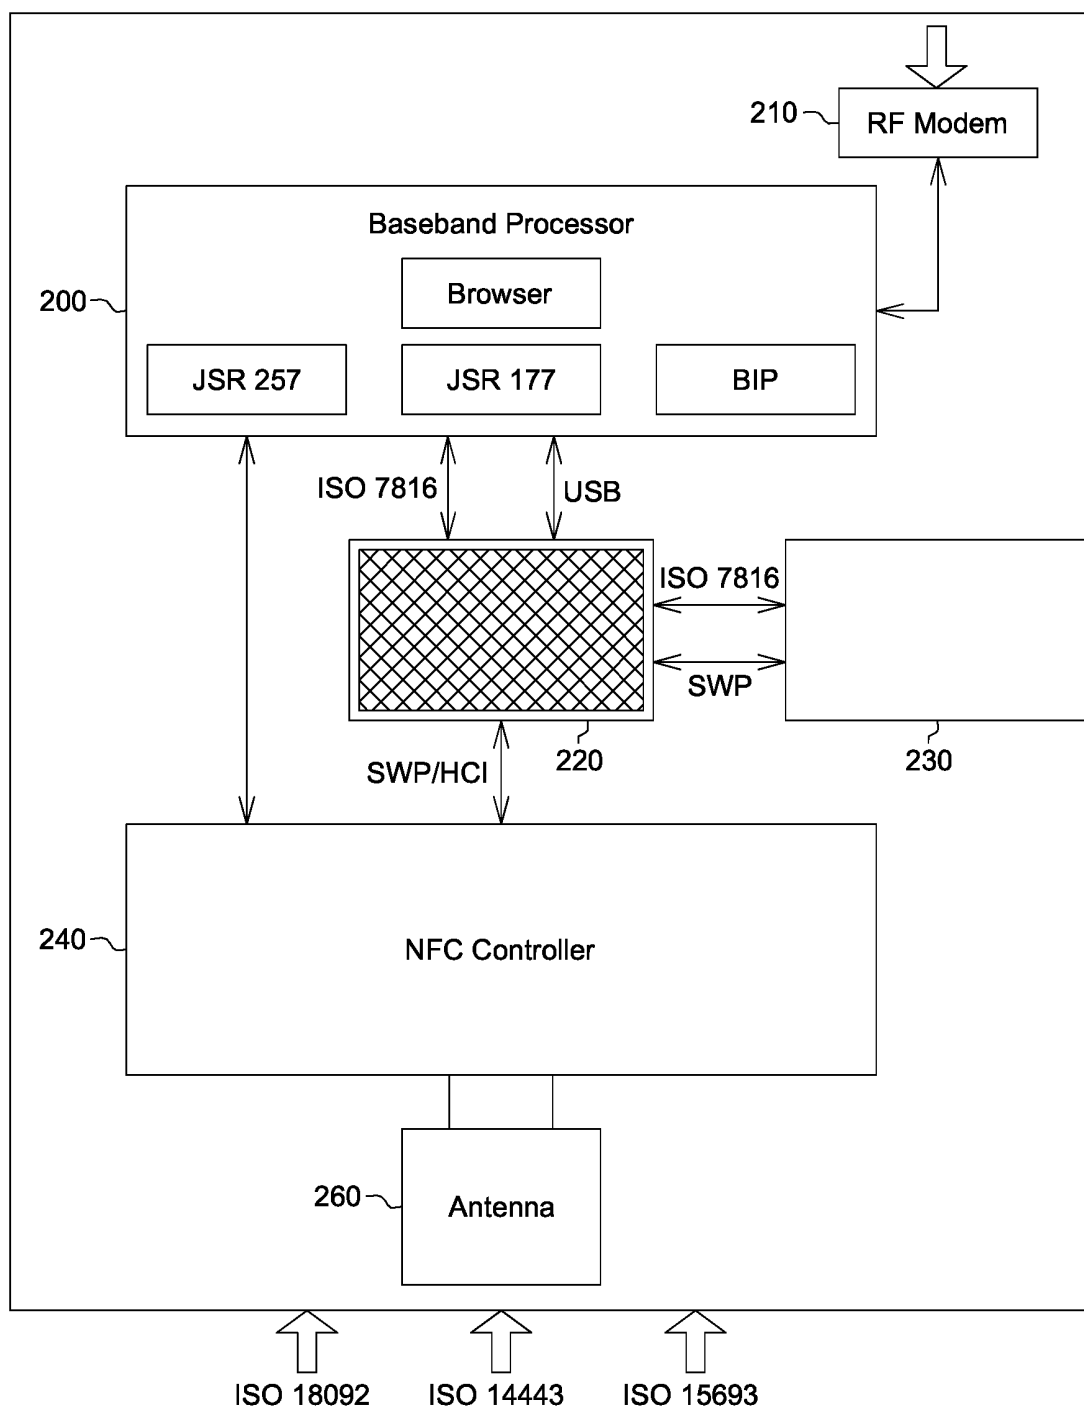 210
RF Modem
Baseband Processor
200
Browser
JSR 257
JSR 177
BIP
ISO 7816
USB
ISO 7816
SWP
220
230
SWP/HCI
240
NFC Controller
260
Antenna
ISO 18092
ISO 14443
ISO 15693